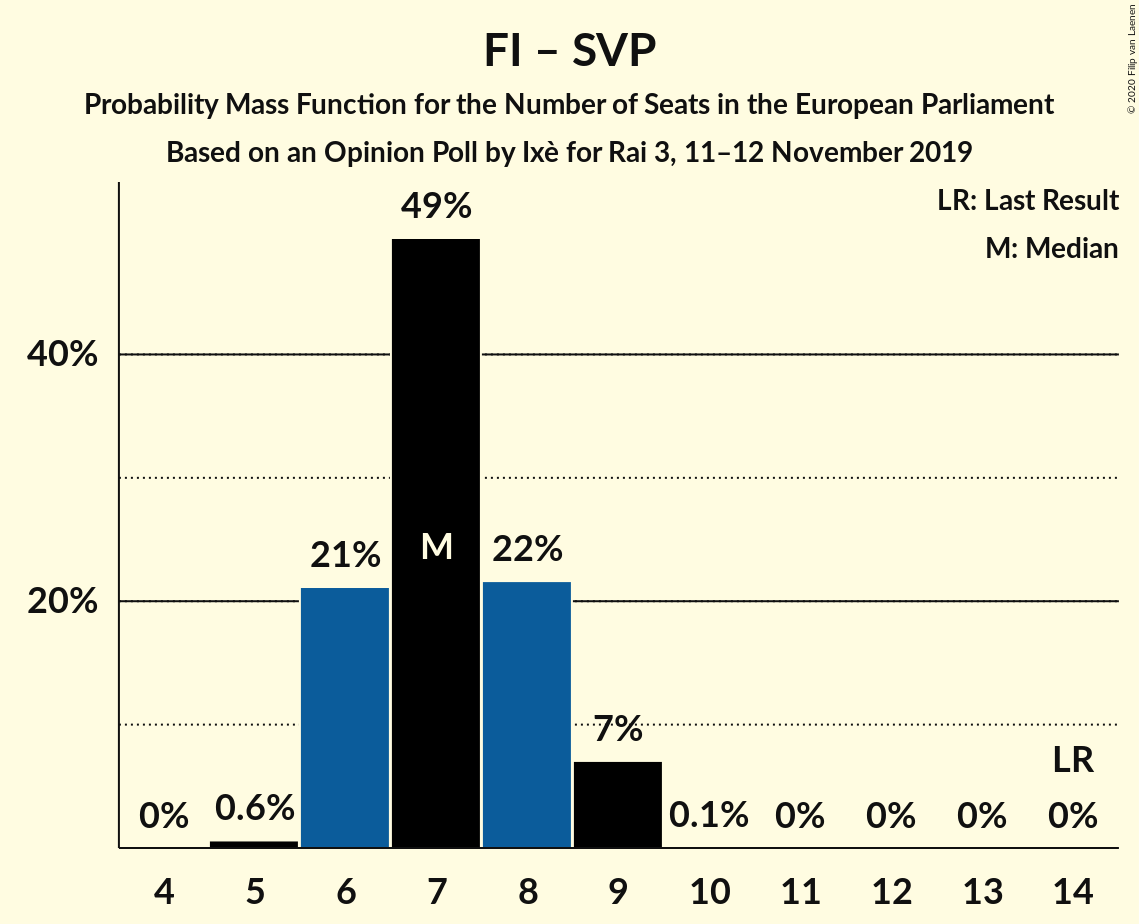 FI – SVP
Probability Mass Function for the Number of Seats in the European Parliament
Based on an Opinion Poll by Ixè for Rai 3, 11–12 November 2019
© 2020 Filip van Laenen
LR: Last Result
M: Median
49%
40%
M
21%
22%
20%
7%
LR
0%
0.6%
0.1%
0%
0%
0%
0%
4 5 6 7 8 9 10 11 12 13 14